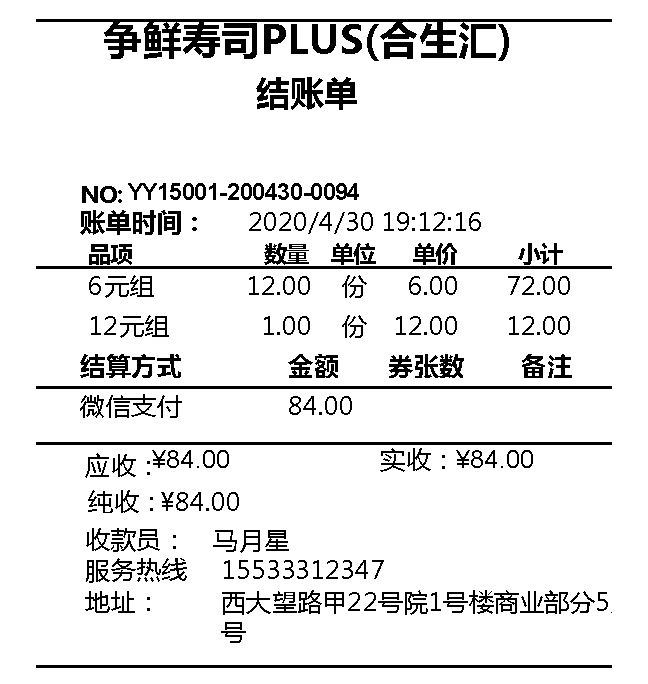 争鲜寿司PLUS(合生汇)
结账单
NO: YY15001-200430-0094
账单时间： 2020/4/30 19:12:16
品项 数量 单位 单价 小计
6元组 12.00 份 6.00 72.00
12元组 1.00 份 12.00 12.00
结算方式 金额 券张数 备注
微信支付 84.00
应收:¥84.00 实收：¥84.00
纯收：¥84.00
收款员： 马月星
服务热线 15533312347
地址： 西大望路甲22号院1号楼商业部分5
号